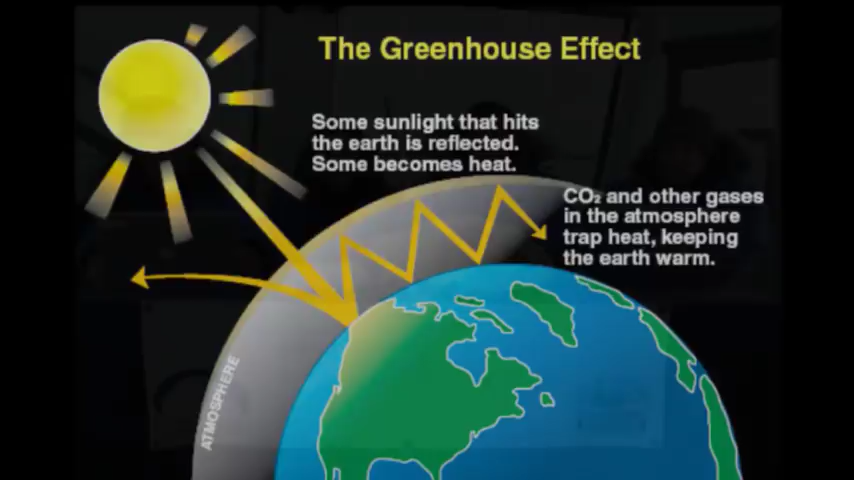 The Greenhouse Effect
Some sunlight that hits
the earth is reflected.
Some becomes heat.
CO₂ and other gases
in the atmosphere
trap heat, keeping
the earth warm.
ATMOSPHERE